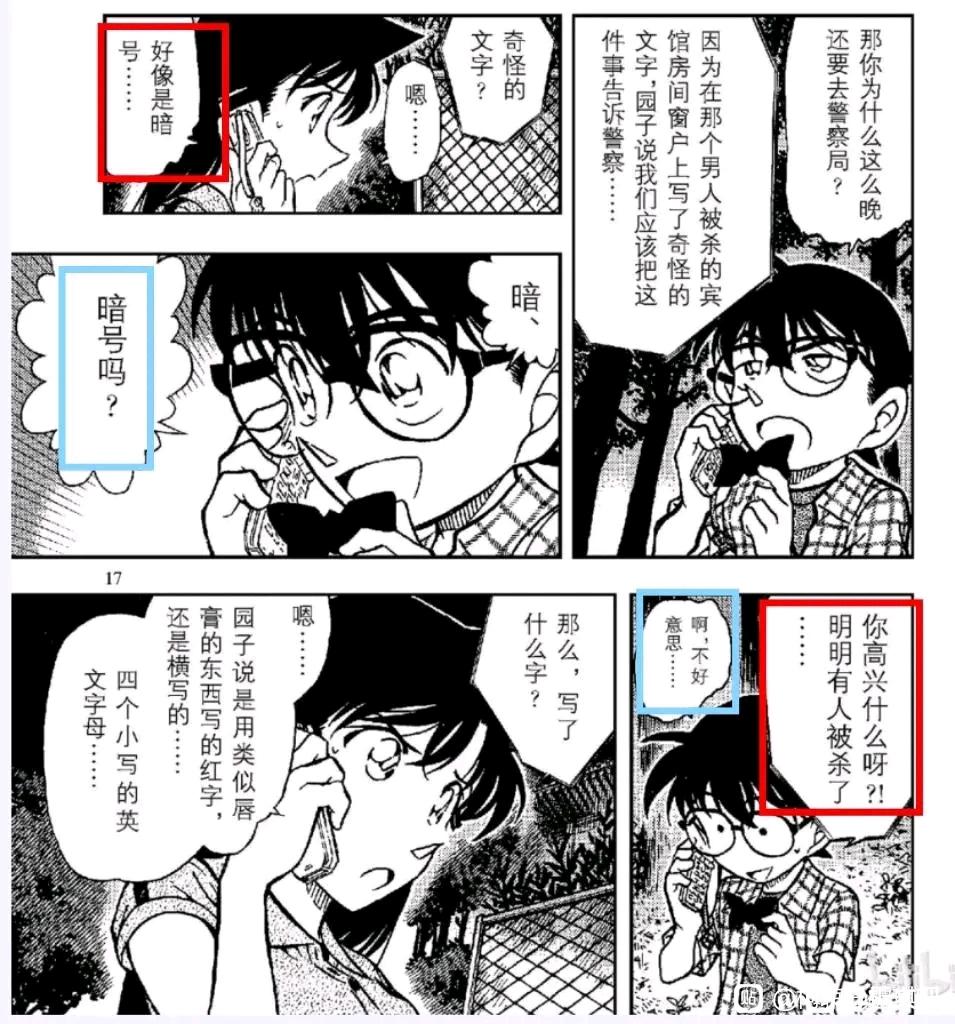 那你为什么这么晚
还要去警察局？
因为在那个男人被杀的宾
馆房间窗户上写了奇怪的
文字，园子说我们应该把这
件事告诉警察……
奇怪的
文字？
嗯………
好像是暗
号……
暗、
暗号吗？
17
你高兴什么呀?!
明明有人被杀了
……
啊，不好
意思……
那么，写了
什么字？
嗯……
园子说是用类似唇
膏的东西写的红字，
还是横写的……
四个小写的英
文字母……
贴